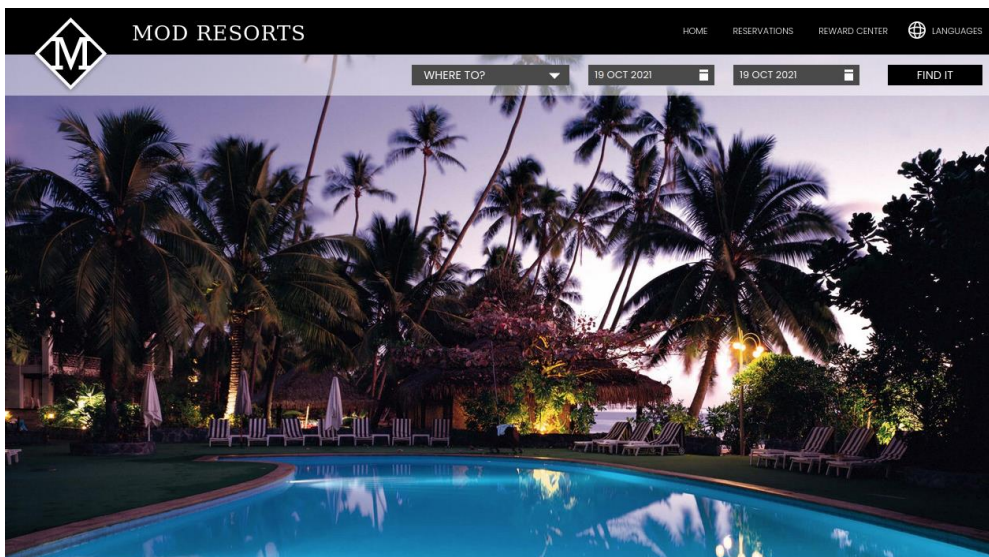 M
MOD RESORTS
HOME
RESERVATIONS
REWARD CENTER
LANGUAGES
WHERE TO?
19 OCT 2021
19 OCT 2021
FIND IT